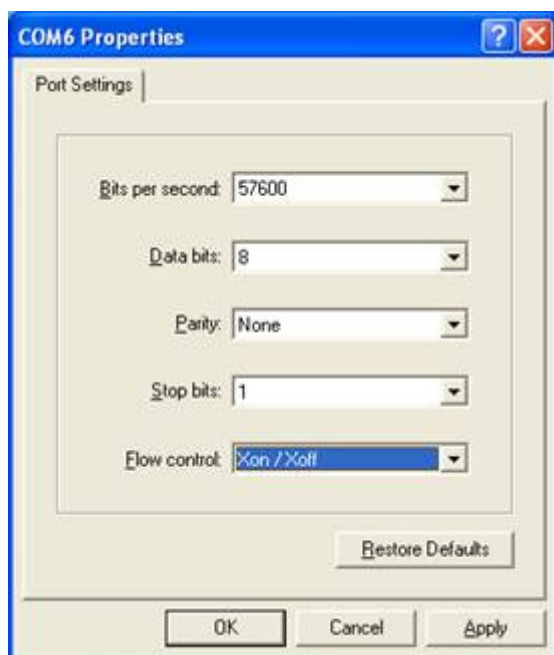 COM6 Properties
Port Settings
Bits per second: 57600
Data bits: 8
Parity: None
Stop bits: 1
Flow control: Xon / Xoff
Restore Defaults
OK Cancel Apply